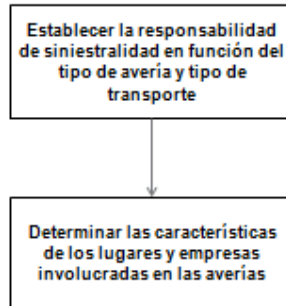 Establecer la responsabilidad
de siniestralidad en función del
tipo de avería y tipo de
transporte
Determinar las características
de los lugares y empresas
involucradas en las averías